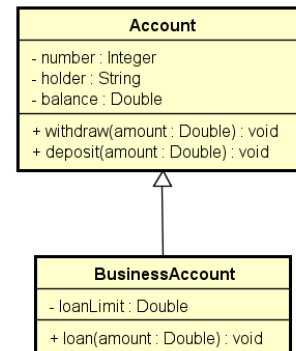 Account
- number : Integer
- holder : String
- balance : Double
+ withdraw(amount : Double) : void
+ deposit(amount : Double) : void
BusinessAccount
- loanLimit : Double
+ loan(amount : Double) : void